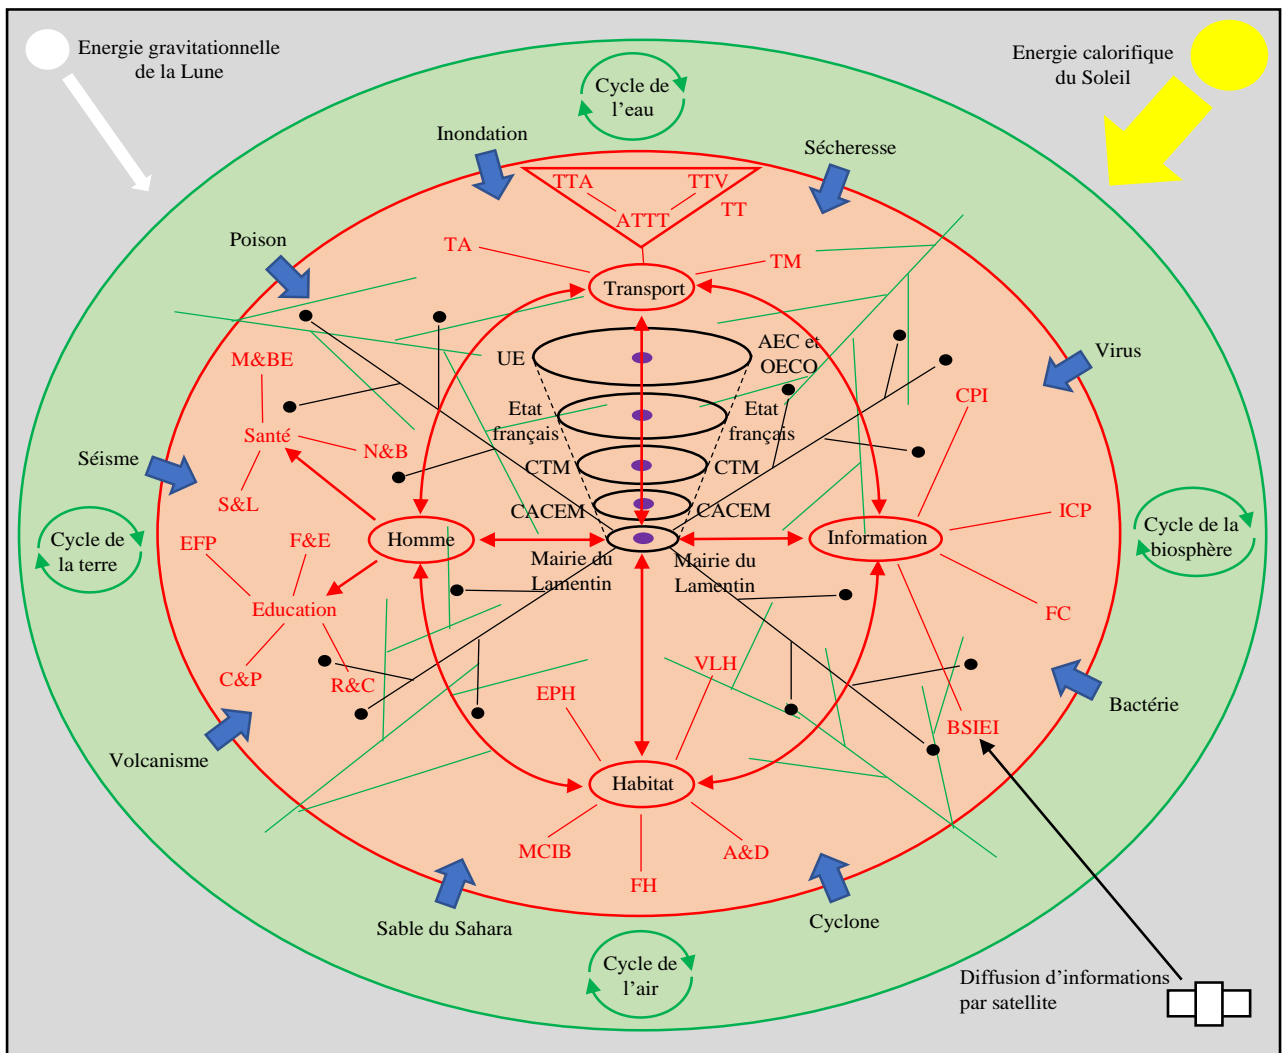 Energie gravitationnelle
de la Lune
Energie calorifique
du Soleil
Cycle de
l'eau
Inondation
Sécheresse
TTA
TTV
ATTT
TT
Poison
TA
TM
Transport
Virus
UE
AEC et
OECO
M&BE
CPI
Etat
français
Etat
français
Santé
N&B
Séisme
CTM
CTM
S&L
CACEM
CACEM
ICP
Cycle de
la terre
EFP
F&E
Homme
Information
Cycle de la
biosphère
Mairie du
Lamentin
Mairie du
Lamentin
Education
FC
C&P
R&C
VLH
EPH
Bactérie
BSIEI
Volcanisme
Habitat
MCIB
A&D
FH
Sable du Sahara
Cyclone
Cycle de
l'air
Diffusion d'informations
par satellite